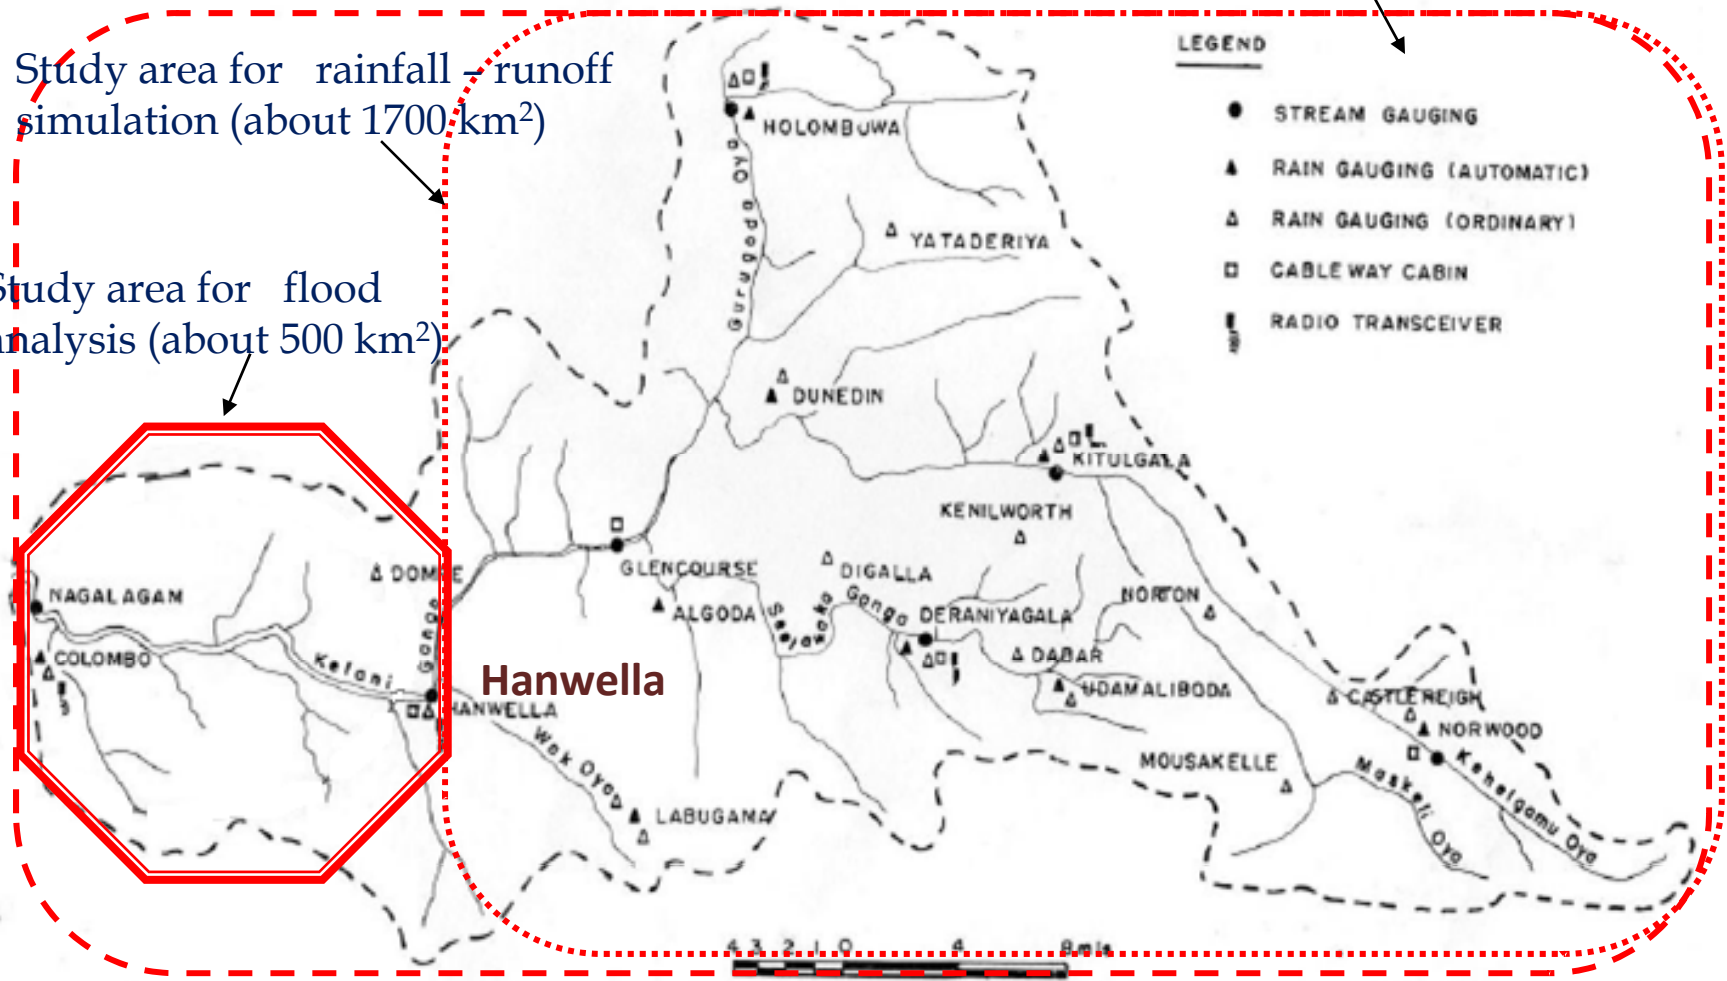 Study area for rainfall – runoff
simulation (about 1700 km²)
Study area for flood
analysis (about 500 km²)
LEGEND
STREAM GAUGING
RAIN GAUGING (AUTOMATIC)
RAIN GAUGING (ORDINARY)
CABLE WAY CABIN
RADIO TRANSCEIVER
HOLOMBUWA
Gurugoda Oya
YATADERIYA
DUNEDIN
KITULGALA
KENILWORTH
GLENCOURSE
DIGALLA
ALGODA
Ganga
DERANIYAGALA
NORTON
DABAR
UDAMALIBODA
CASTLEREIGH
NORWOOD
MOUSAKELLE
Maskeli Oya
Kehelgamu Oya
NAGALAGAM
COLOMBO
Kelani
Ganga
HANWELLA
Hanwella
Wak Oya
LABUGAMA
4 3 2 1 0 4 8 mls